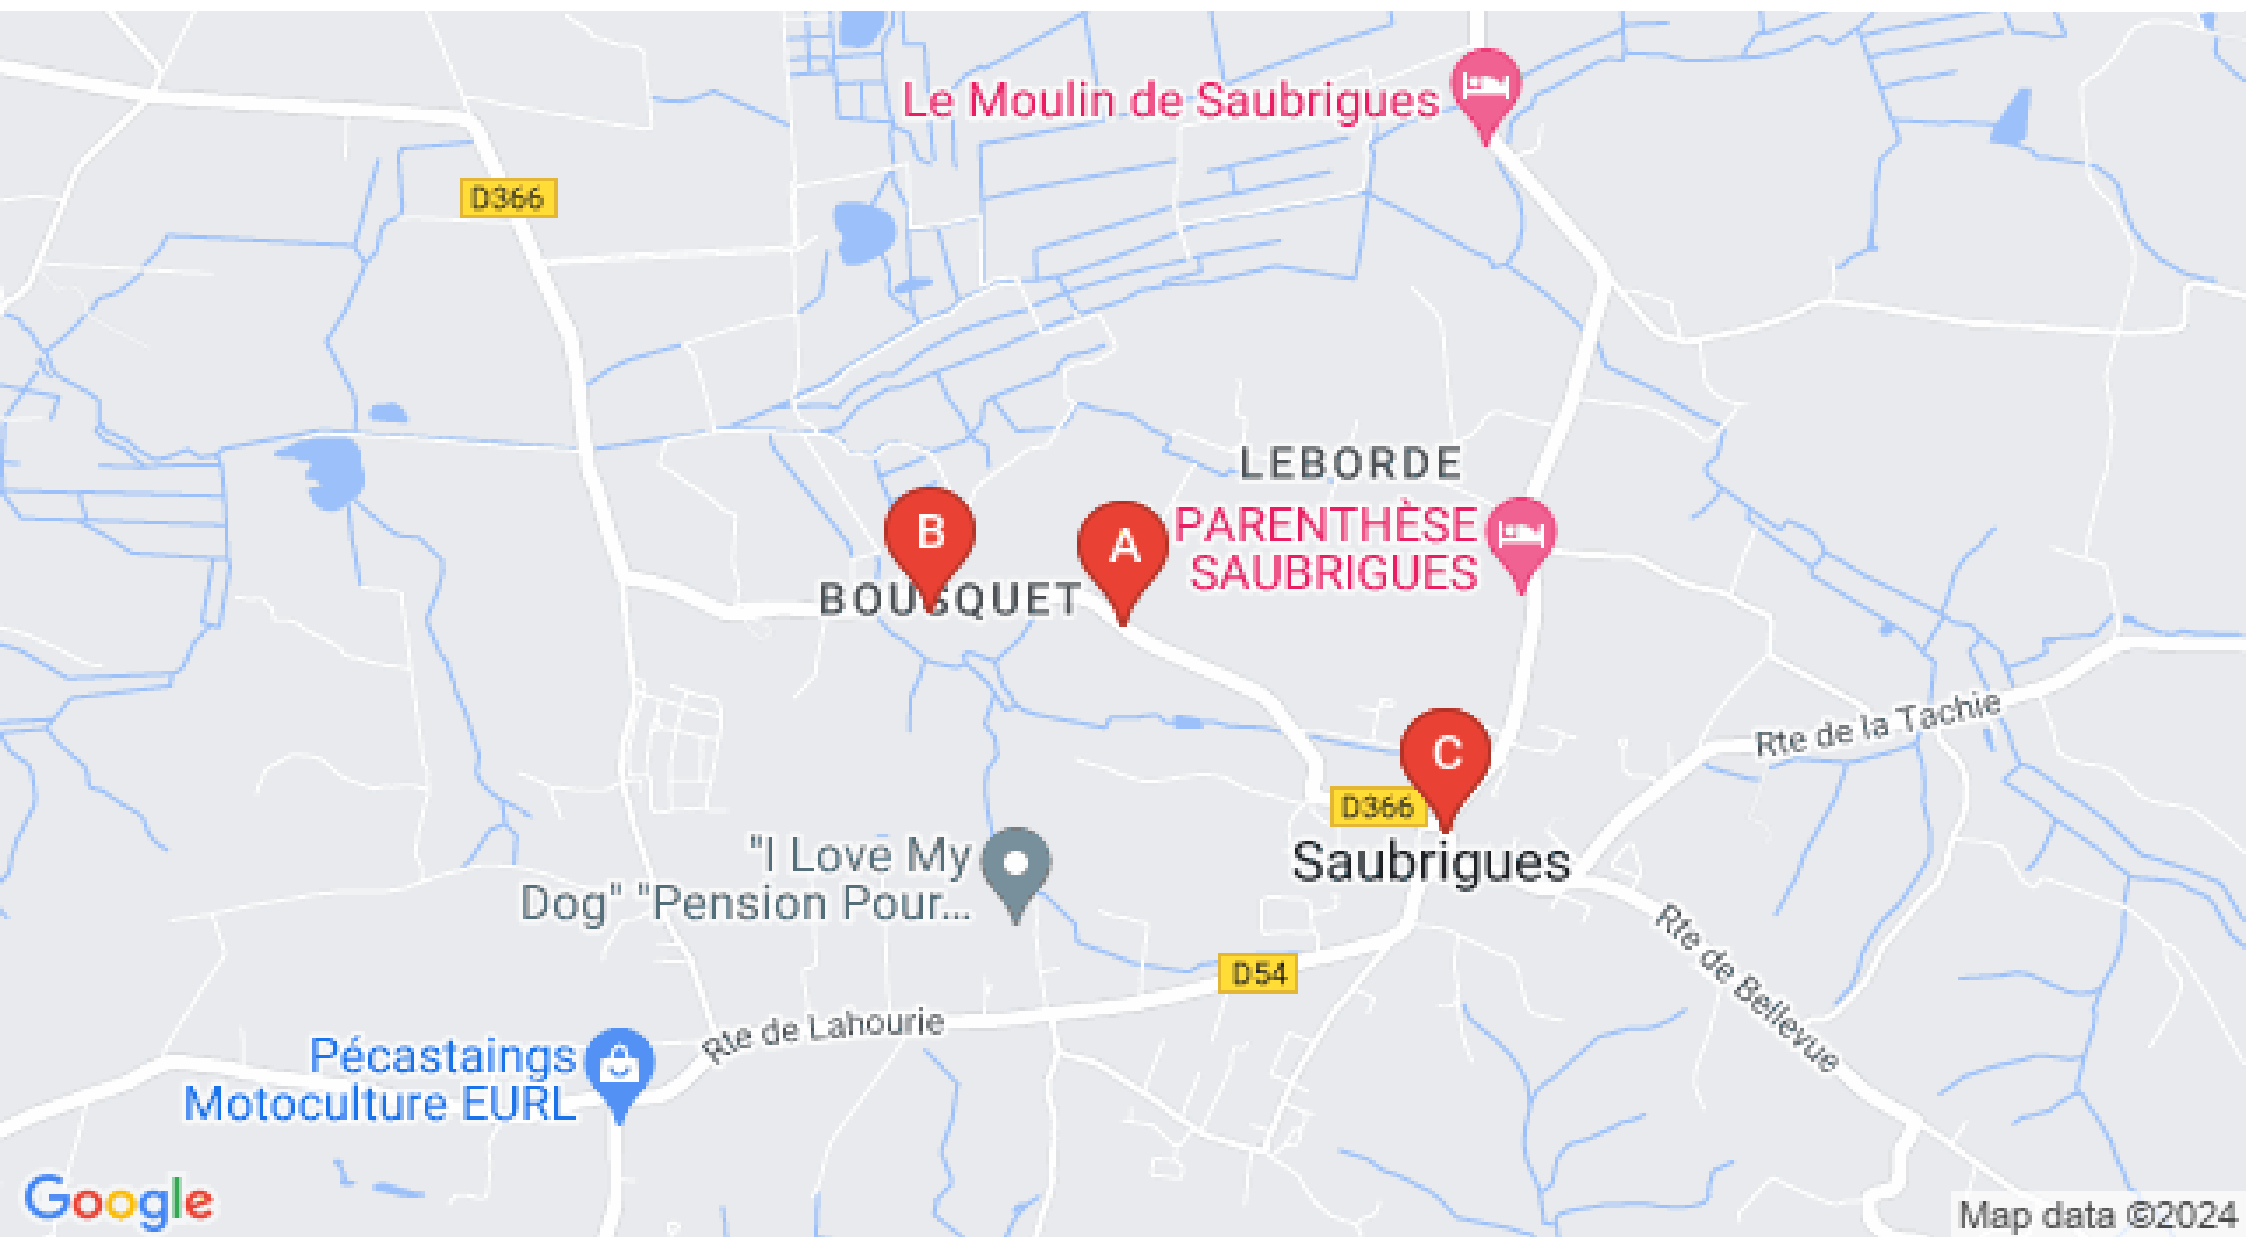 Le Moulin de Saubrigues
D366
LEBORDE
B
A
PARENTHÈSE
SAUBRIGUES
BOUSQUET
Rte de la Tachie
C
D366
Saubrigues
"I Love My
Dog" "Pension Pour...
Rte de Bellevue
D54
Rte de Lahourie
Pécastaings
Motoculture EURL
Google
Map data ©2024